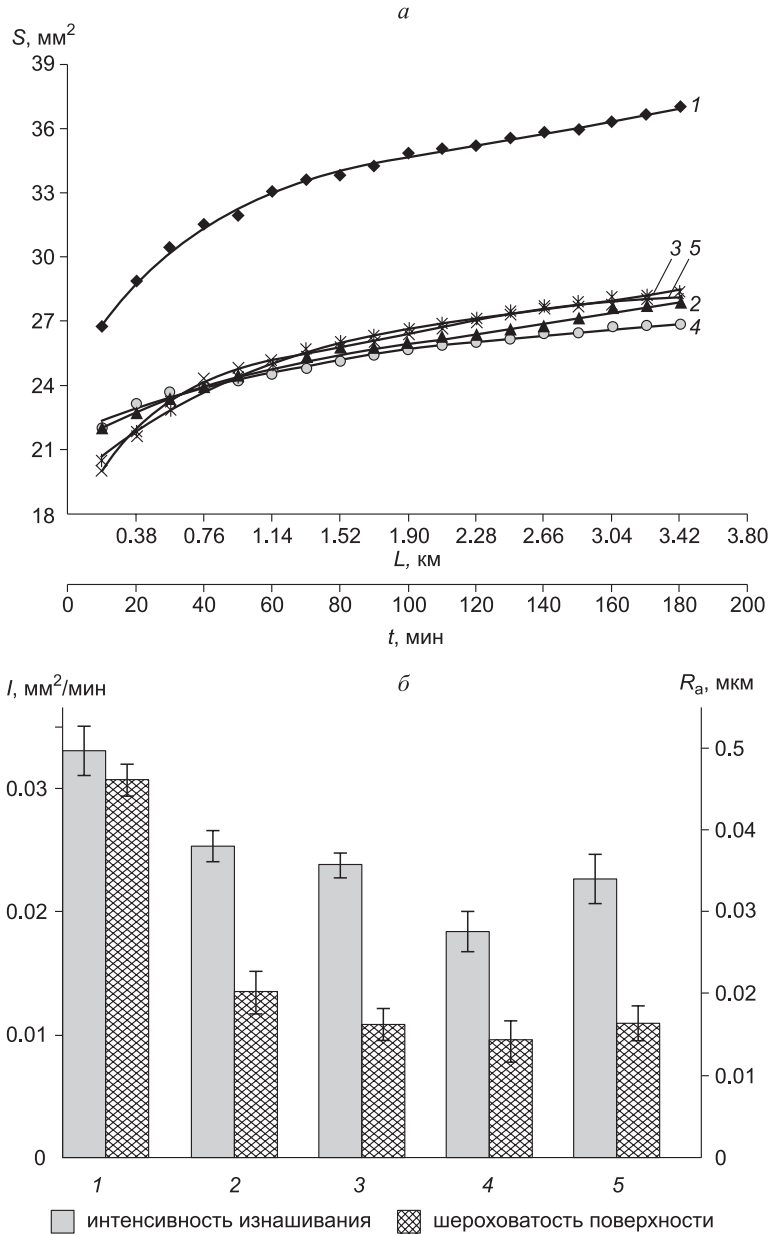 а
S, мм²
39
36
33
30
27
24
21
18
1
3 5
2
4
0.38 0.76 1.14 1.52 1.90 2.28 2.66 3.04 3.42 3.80
L, км
0 20 40 60 80 100 120 140 160 180 200
t, мин
I, мм²/мин б Rₐ, мкм
0.03
0.02
0.01
0
0.5
0.04
0.03
0.02
0.01
0
1 2 3 4 5
интенсивность изнашивания шероховатость поверхности